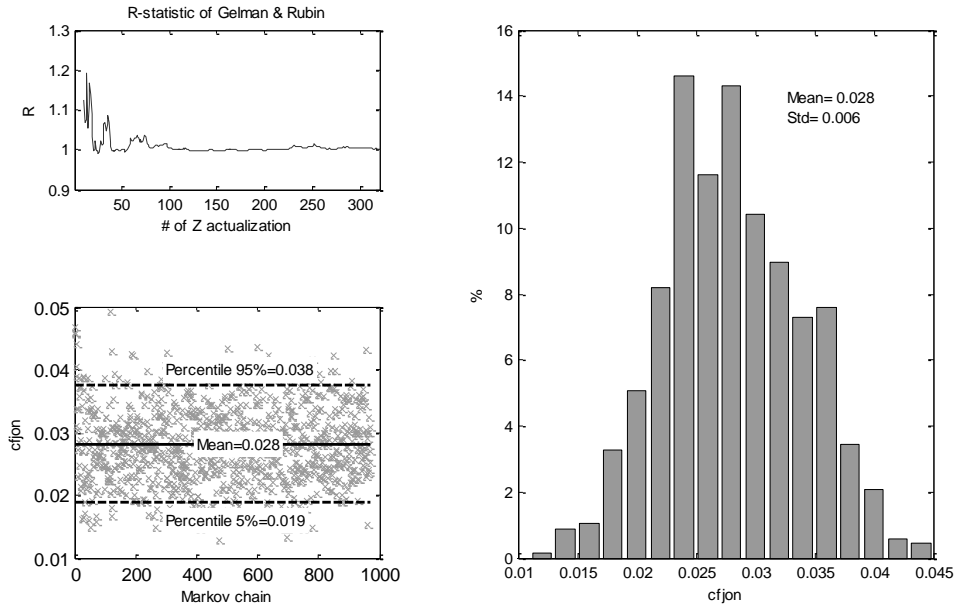 R-statistic of Gelman & Rubin
1.3
1.2
1.1
1
0.9
R
50 100 150 200 250 300
# of Z actualization
0.05
0.04
0.03
0.02
0.01
cfjon
Percentile 95%=0.038
Mean=0.028
Percentile 5%=0.019
0 200 400 600 800 1000
Markov chain
16
14
12
10
8
6
4
2
0
%
Mean= 0.028
Std= 0.006
0.01 0.015 0.02 0.025 0.03 0.035 0.04 0.045
cfjon